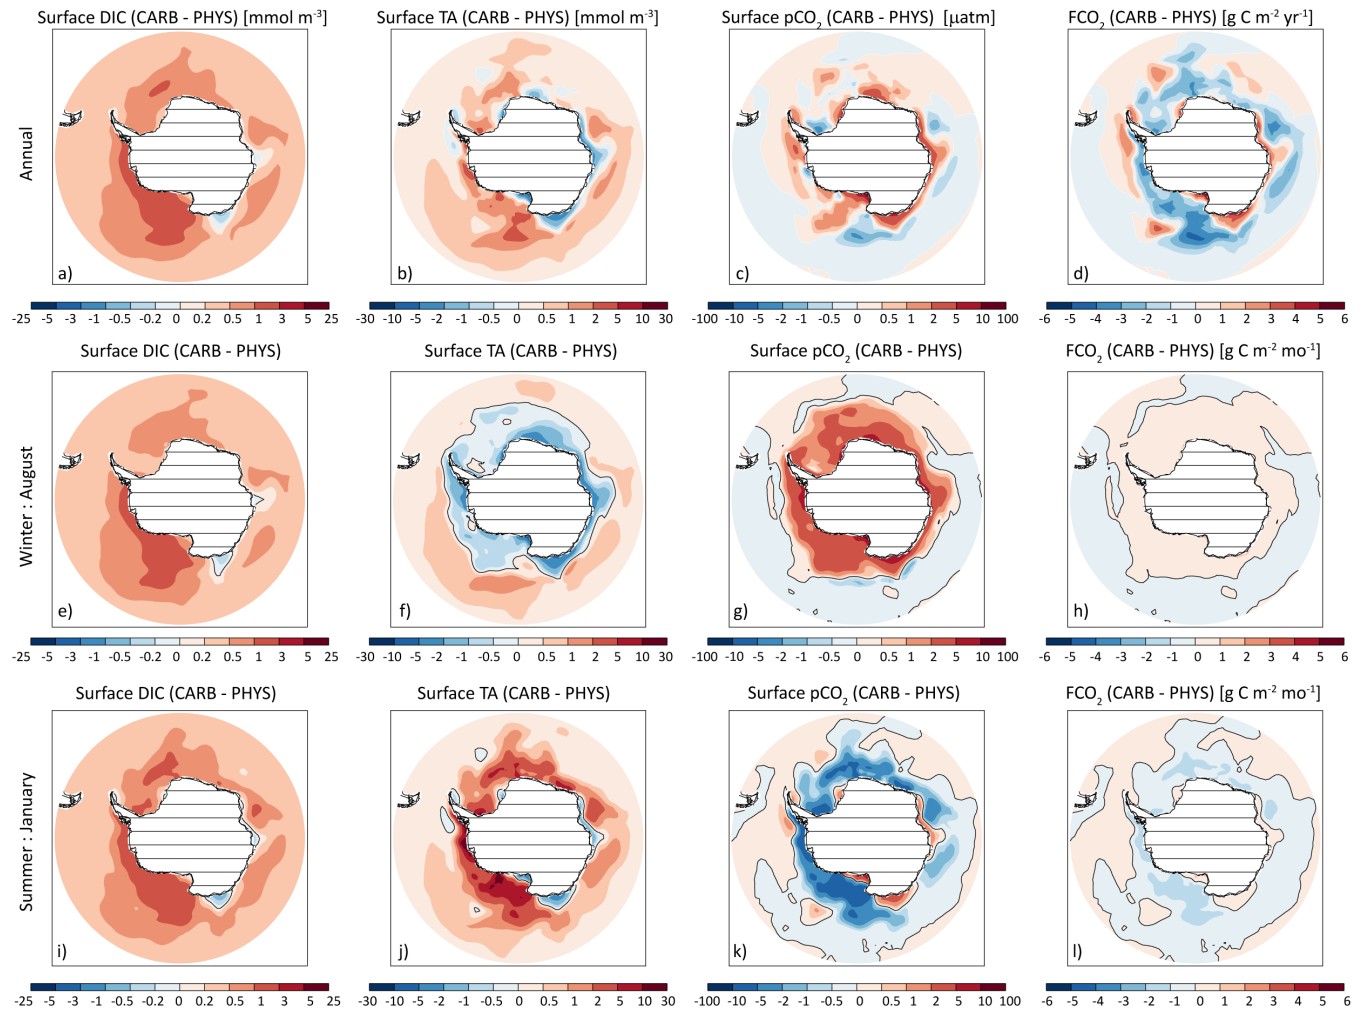 Surface DIC (CARB - PHYS) [mmol m⁻³] Surface TA (CARB - PHYS) [mmol m⁻³] Surface pCO₂ (CARB - PHYS) [µatm] FCO₂ (CARB - PHYS) [g C m⁻² yr⁻¹]
Annual
a) b) c) d)
-25 -5 -3 -1 -0.5 -0.2 0 0.2 0.5 1 3 5 25
-30 -10 -5 -2 -1 -0.5 0 0.5 1 2 5 10 30
-100 -10 -5 -2 -1 -0.5 0 0.5 1 2 5 10 100
-6 -5 -4 -3 -2 -1 0 1 2 3 4 5 6
Surface DIC (CARB - PHYS) Surface TA (CARB - PHYS) Surface pCO₂ (CARB - PHYS) FCO₂ (CARB - PHYS) [g C m⁻² mo⁻¹]
Winter : August
e) f) g) h)
-25 -5 -3 -1 -0.5 -0.2 0 0.2 0.5 1 3 5 25
-30 -10 -5 -2 -1 -0.5 0 0.5 1 2 5 10 30
-100 -10 -5 -2 -1 -0.5 0 0.5 1 2 5 10 100
-6 -5 -4 -3 -2 -1 0 1 2 3 4 5 6
Surface DIC (CARB - PHYS) Surface TA (CARB - PHYS) Surface pCO₂ (CARB - PHYS) FCO₂ (CARB - PHYS) [g C m⁻² mo⁻¹]
Summer : January
i) j) k) l)
-25 -5 -3 -1 -0.5 -0.2 0 0.2 0.5 1 3 5 25
-30 -10 -5 -2 -1 -0.5 0 0.5 1 2 5 10 30
-100 -10 -5 -2 -1 -0.5 0 0.5 1 2 5 10 100
-6 -5 -4 -3 -2 -1 0 1 2 3 4 5 6